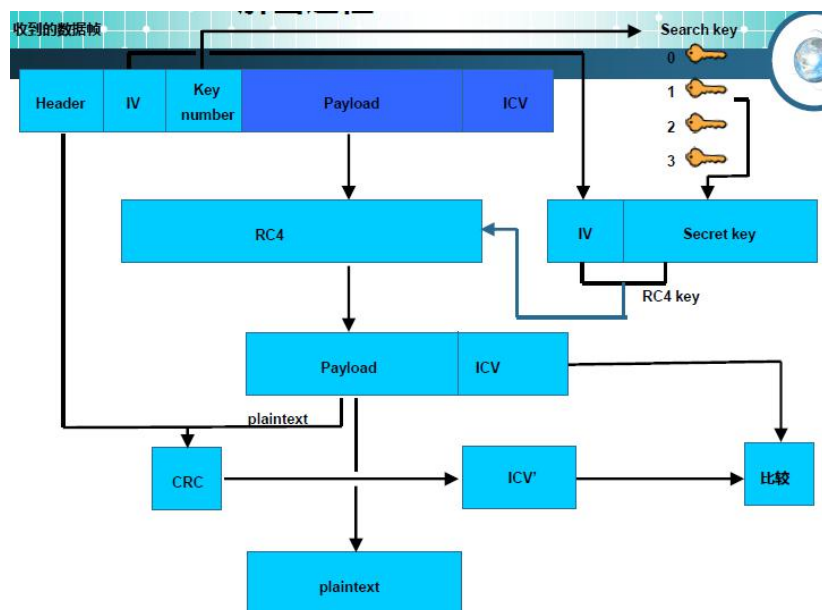 收到的数据帧
Search key
0
1
2
3
Header
IV
Key number
Payload
ICV
RC4
IV
Secret key
RC4 key
Payload
ICV
plaintext
CRC
ICV'
比较
plaintext